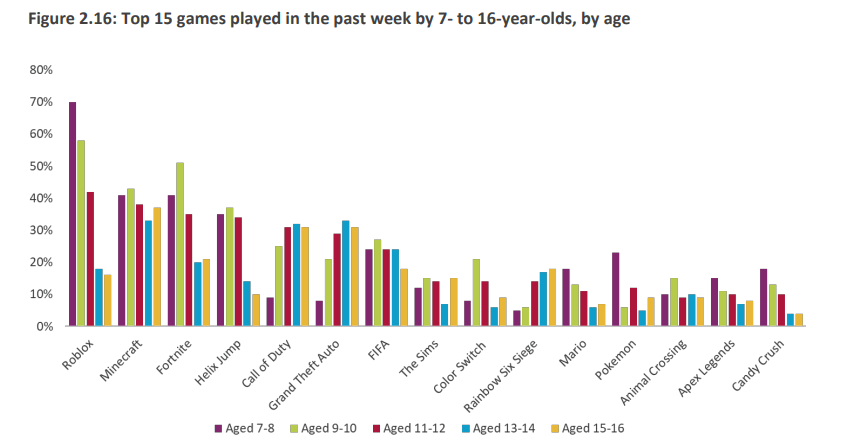 Figure 2.16: Top 15 games played in the past week by 7- to 16-year-olds, by age
80%
70%
60%
50%
40%
30%
20%
10%
0%
Roblox
Minecraft
Fortnite
Helix Jump
Call of Duty
Grand Theft Auto
FIFA
The Sims
Color Switch
Rainbow Six Siege
Mario
Pokemon
Animal Crossing
Apex Legends
Candy Crush
Aged 7-8 Aged 9-10 Aged 11-12 Aged 13-14 Aged 15-16